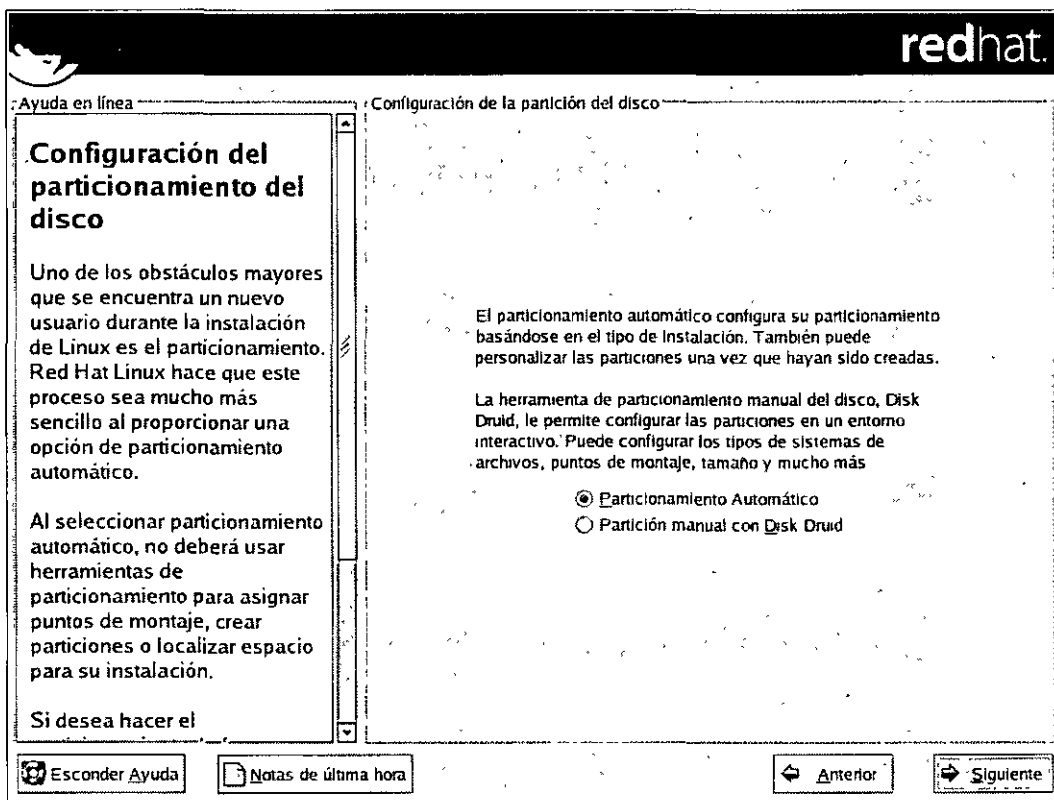 redhat.
Ayuda en línea
Configuración del
particionamiento del
disco
Uno de los obstáculos mayores
que se encuentra un nuevo
usuario durante la instalación
de Linux es el particionamiento.
Red Hat Linux hace que este
proceso sea mucho más
sencillo al proporcionar una
opción de particionamiento
automático.
Al seleccionar particionamiento
automático, no deberá usar
herramientas de
particionamiento para asignar
puntos de montaje, crear
particiones o localizar espacio
para su instalación.
Si desea hacer el
Configuración de la partición del disco
El particionamiento automático configura su particionamiento
basándose en el tipo de instalación. También puede
personalizar las particiones una vez que hayan sido creadas.
La herramienta de particionamiento manual del disco, Disk
Druid, le permite configurar las particiones en un entorno
interactivo. Puede configurar los tipos de sistemas de
archivos, puntos de montaje, tamaño y mucho más
Particionamiento Automático
Partición manual con Disk Druid
Esconder Ayuda
Notas de última hora
Anterior
Siguiente